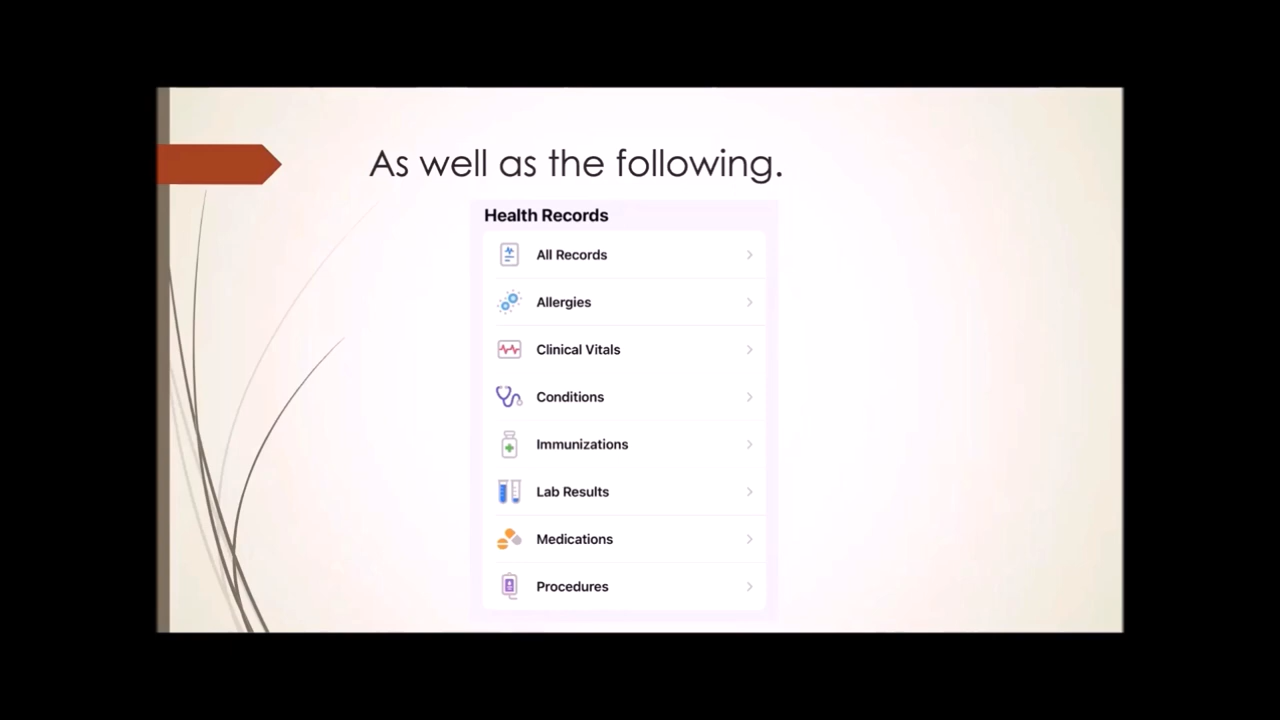 As well as the following.
Health Records
All Records
Allergies
Clinical Vitals
Conditions
Immunizations
Lab Results
Medications
Procedures